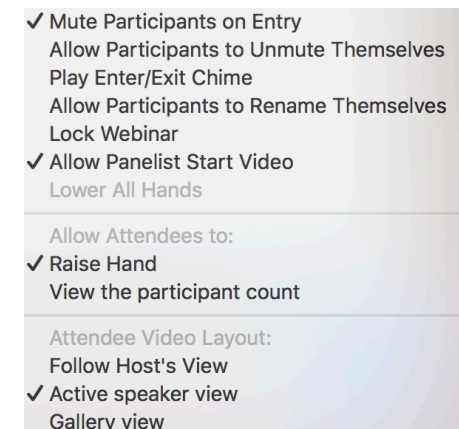 ✓ Mute Participants on Entry
Allow Participants to Unmute Themselves
Play Enter/Exit Chime
Allow Participants to Rename Themselves
Lock Webinar
✓ Allow Panelist Start Video
Lower All Hands
Allow Attendees to:
✓ Raise Hand
View the participant count
Attendee Video Layout:
Follow Host's View
✓ Active speaker view
Gallery view